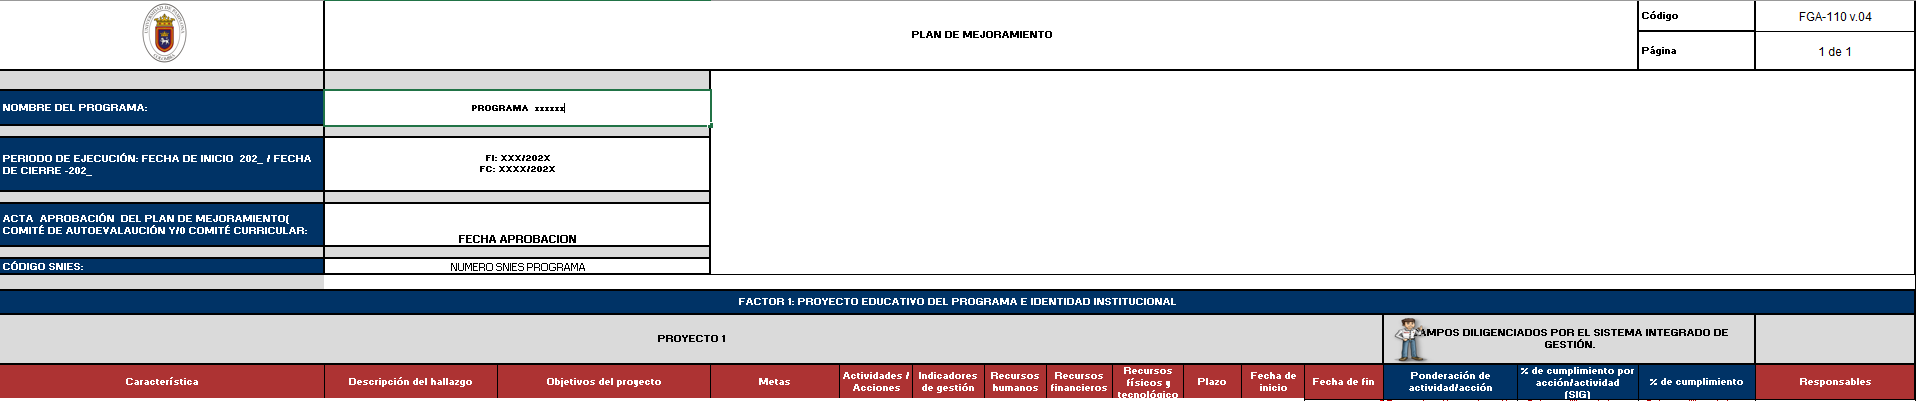 UNIVERSIDAD DE PAMPLONA
COLOMBIA
PLAN DE MEJORAMIENTO
Código
FGA-110 v.04
Página
1 de 1
NOMBRE DEL PROGRAMA:
PROGRAMA xxxxxx
PERIODO DE EJECUCIÓN: FECHA DE INICIO 202_ / FECHA
DE CIERRE -202_
FI: XXX/202X
FC: XXXX/202X
ACTA APROBACIÓN DEL PLAN DE MEJORAMIENTO(
COMITÉ DE AUTOEVALAUCIÓN Y/0 COMITÉ CURRICULAR:
FECHA APROBACION
CÓDIGO SNIES:
NUMERO SNIES PROGRAMA
FACTOR 1: PROYECTO EDUCATIVO DEL PROGRAMA E IDENTIDAD INSTITUCIONAL
PROYECTO 1
AMPOS DILIGENCIADOS POR EL SISTEMA INTEGRADO DE
GESTIÓN.
Característica
Descripción del hallazgo
Objetivos del proyecto
Metas
Actividades /
Acciones
Indicadores
de gestión
Recursos
humanos
Recursos
financieros
Recursos
físicos y
tecnológico
Plazo
Fecha de
inicio
Fecha de fin
Ponderación de
actividad/acción
% de cumplimiento por
acción/actividad
(SIG)
% de cumplimiento
Responsables